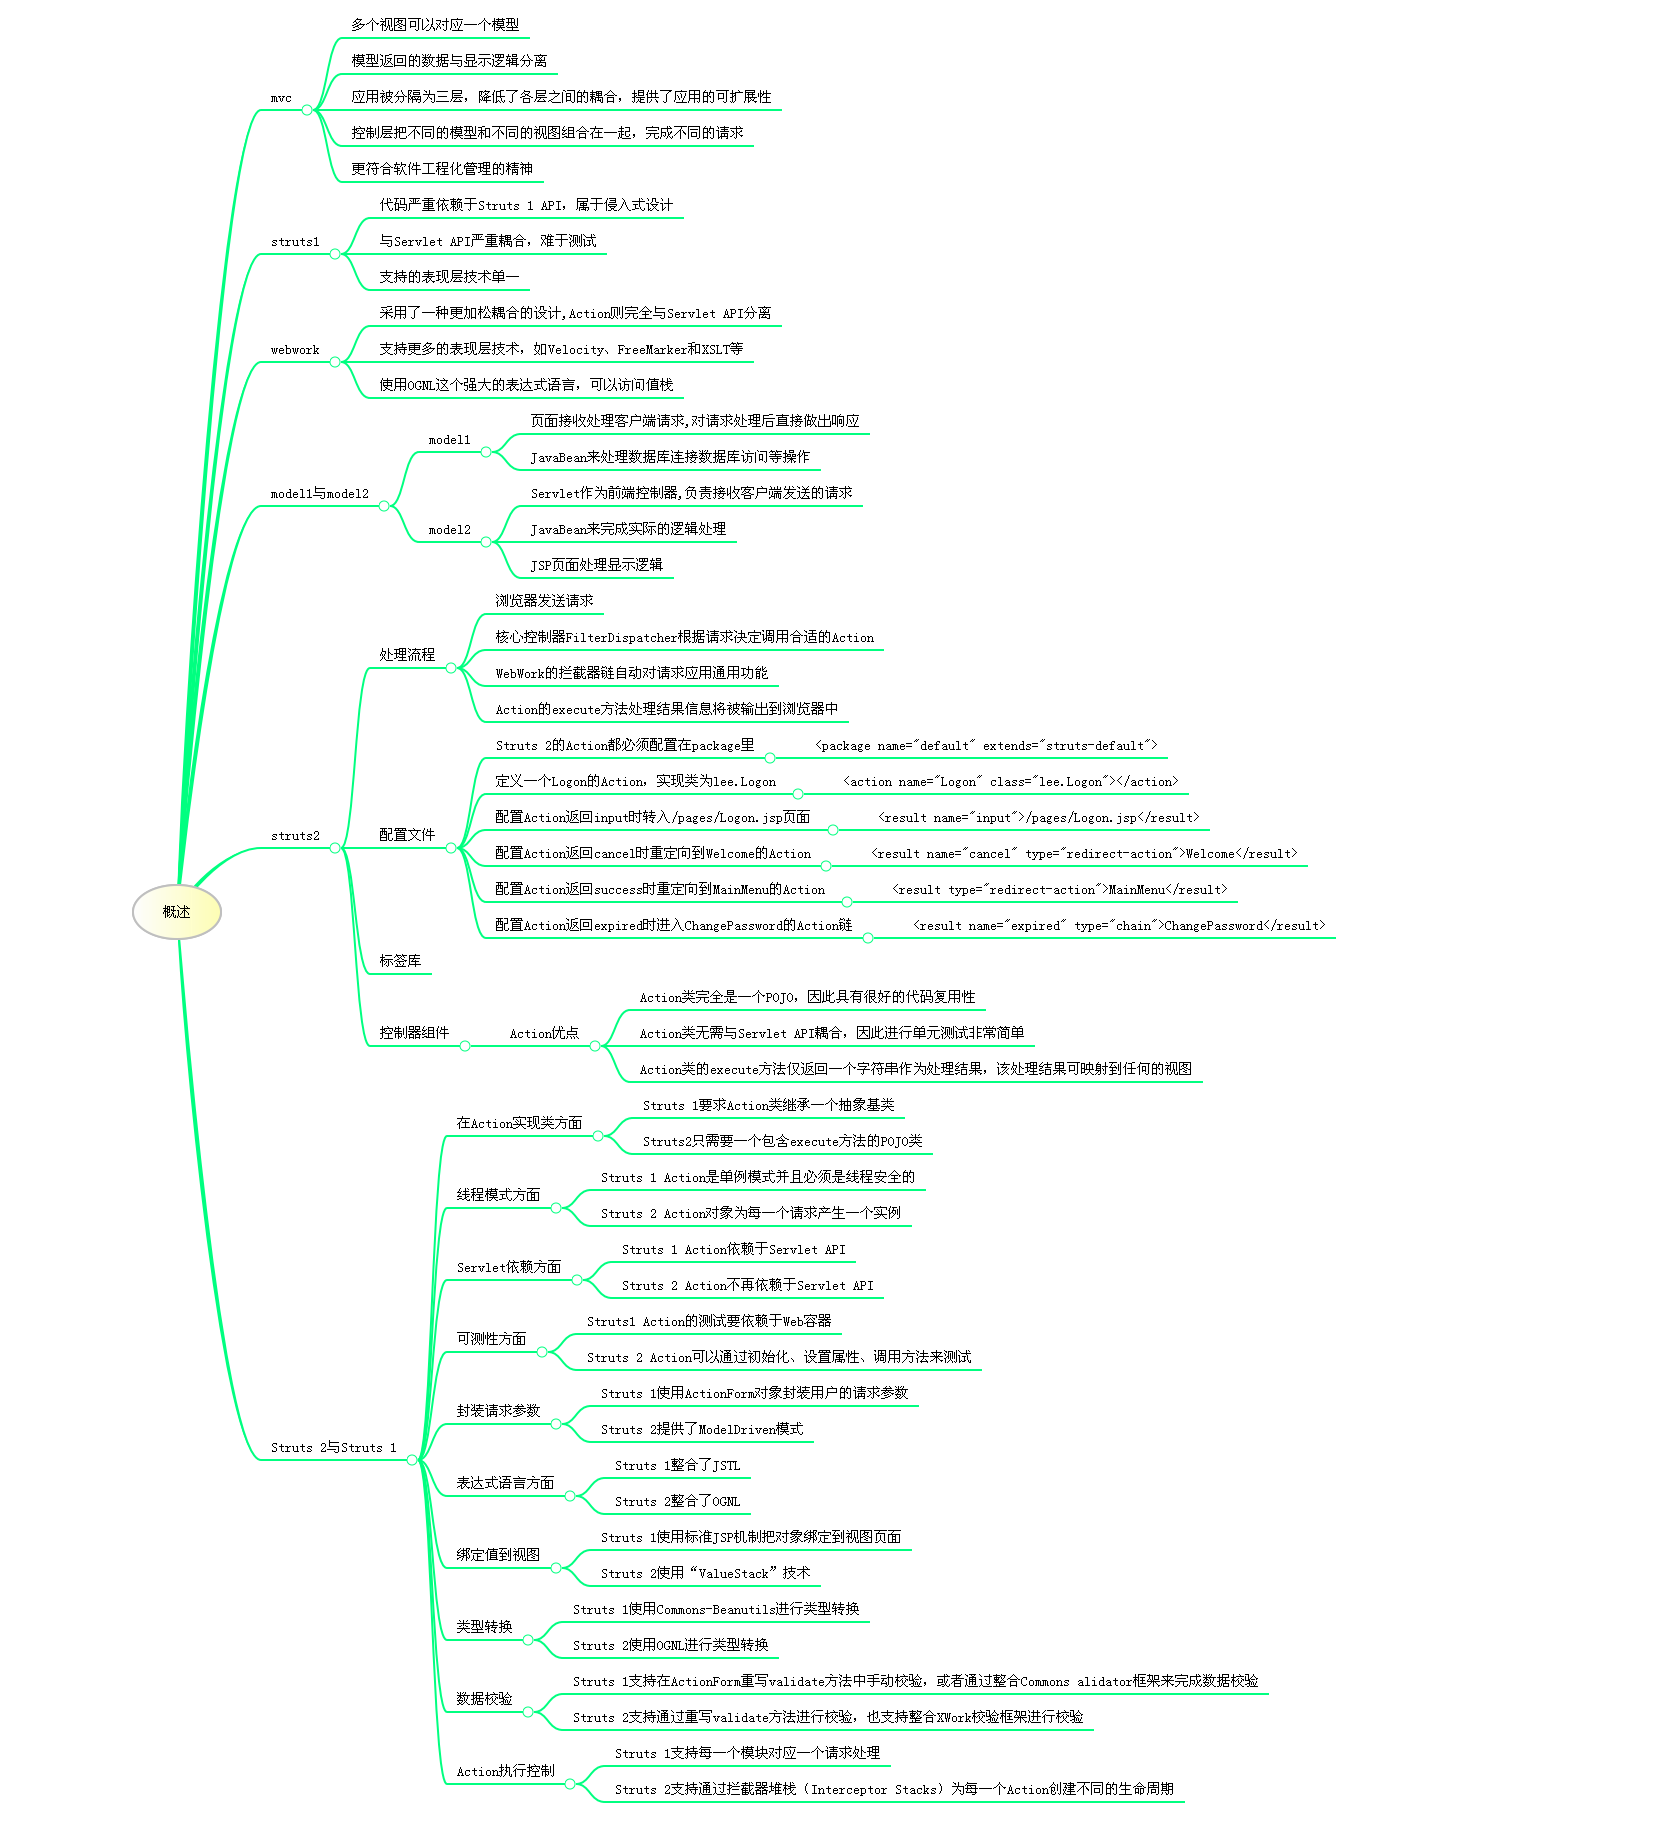 多个视图可以对应一个模型
模型返回的数据与显示逻辑分离
mvc
应用被分隔为三层，降低了各层之间的耦合，提供了应用的可扩展性
控制层把不同的模型和不同的视图组合在一起，完成不同的请求
更符合软件工程化管理的精神
代码严重依赖于Struts 1 API，属于侵入式设计
struts1
与Servlet API严重耦合，难于测试
支持的表现层技术单一
采用了一种更加松耦合的设计,Action则完全与Servlet API分离
webwork
支持更多的表现层技术，如Velocity、FreeMarker和XSLT等
使用OGNL这个强大的表达式语言，可以访问值栈
model1与model2
model1
页面接收处理客户端请求,对请求处理后直接做出响应
JavaBean来处理数据库连接数据库访问等操作
model2
Servlet作为前端控制器,负责接收客户端发送的请求
JavaBean来完成实际的逻辑处理
JSP页面处理显示逻辑
struts2
处理流程
浏览器发送请求
核心控制器FilterDispatcher根据请求决定调用合适的Action
WebWork的拦截器链自动对请求应用通用功能
Action的execute方法处理结果信息将被输出到浏览器中
配置文件
Struts 2的Action都必须配置在package里
<package name="default" extends="struts-default">
定义一个Logon的Action，实现类为lee.Logon
<action name="Logon" class="lee.Logon"></action>
配置Action返回input时转入/pages/Logon.jsp页面
<result name="input">/pages/Logon.jsp</result>
配置Action返回cancel时重定向到Welcome的Action
<result name="cancel" type="redirect-action">Welcome</result>
配置Action返回success时重定向到MainMenu的Action
<result type="redirect-action">MainMenu</result>
配置Action返回expired时进入ChangePassword的Action链
<result name="expired" type="chain">ChangePassword</result>
概述
标签库
控制器组件
Action优点
Action类完全是一个POJO，因此具有很好的代码复用性
Action类无需与Servlet API耦合，因此进行单元测试非常简单
Action类的execute方法仅返回一个字符串作为处理结果，该处理结果可映射到任何的视图
Struts 2与Struts 1
在Action实现类方面
Struts 1要求Action类继承一个抽象基类
Struts2只需要一个包含execute方法的POJO类
线程模式方面
Struts 1 Action是单例模式并且必须是线程安全的
Struts 2 Action对象为每一个请求产生一个实例
Servlet依赖方面
Struts 1 Action依赖于Servlet API
Struts 2 Action不再依赖于Servlet API
可测性方面
Struts1 Action的测试要依赖于Web容器
Struts 2 Action可以通过初始化、设置属性、调用方法来测试
封装请求参数
Struts 1使用ActionForm对象封装用户的请求参数
Struts 2提供了ModelDriven模式
表达式语言方面
Struts 1整合了JSTL
Struts 2整合了OGNL
绑定值到视图
Struts 1使用标准JSP机制把对象绑定到视图页面
Struts 2使用“ValueStack”技术
类型转换
Struts 1使用Commons-Beanutils进行类型转换
Struts 2使用OGNL进行类型转换
数据校验
Struts 1支持在ActionForm重写validate方法中手动校验，或者通过整合Commons alidator框架来完成数据校验
Struts 2支持通过重写validate方法进行校验，也支持整合XWork校验框架进行校验
Action执行控制
Struts 1支持每一个模块对应一个请求处理
Struts 2支持通过拦截器堆栈（Interceptor Stacks）为每一个Action创建不同的生命周期